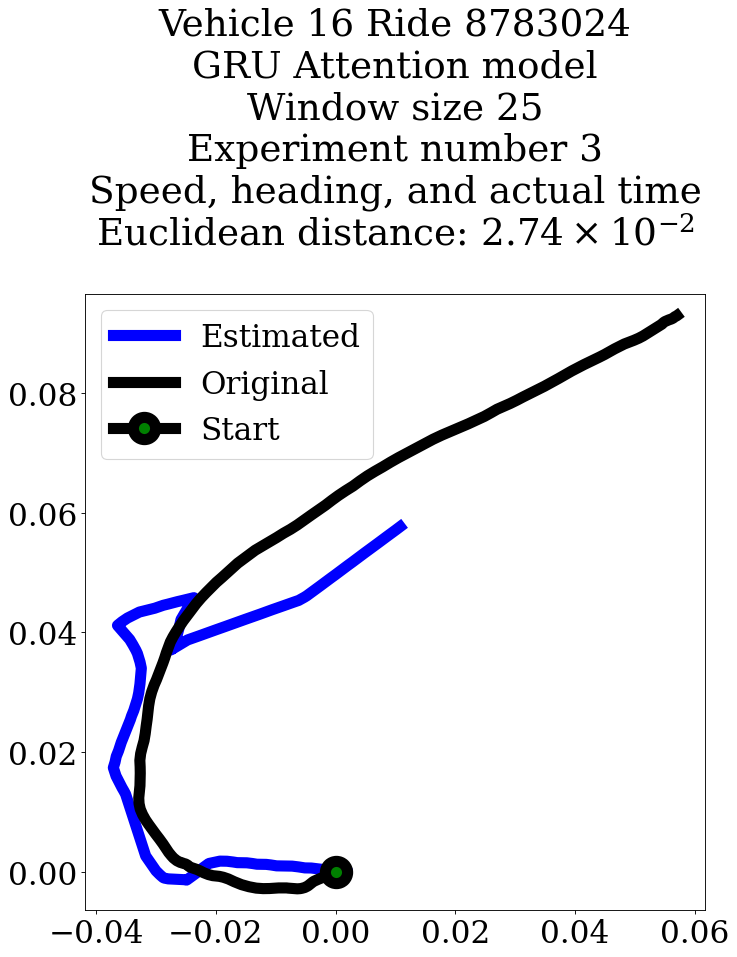 Vehicle 16 Ride 8783024
GRU Attention model
Window size 25
Experiment number 3
Speed, heading, and actual time
Euclidean distance: 2.74 × 10⁻²
Estimated
Original
Start
0.08
0.06
0.04
0.02
0.00
−0.04 −0.02 0.00 0.02 0.04 0.06